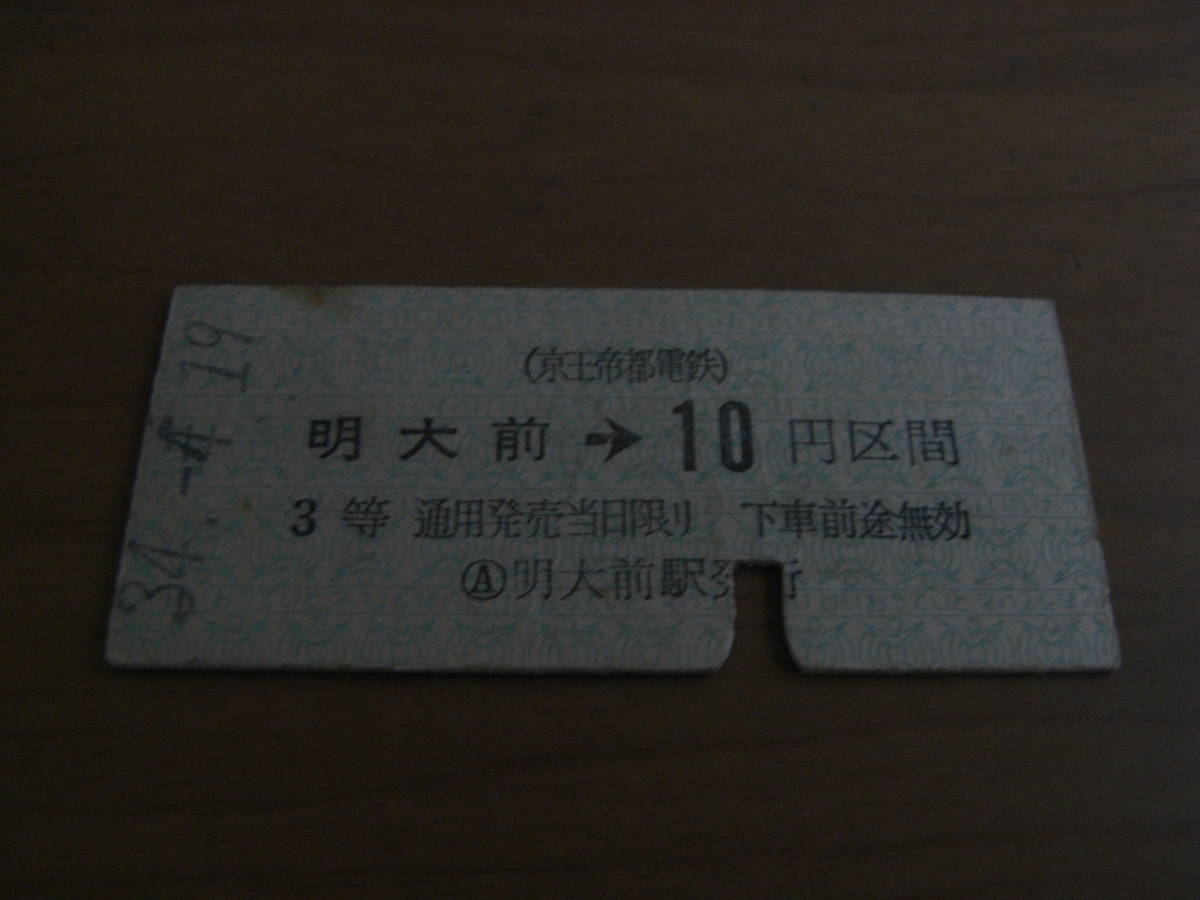 (京王帝都電鉄)
明大前→10円区間
3等 通用発売当日限り 下車前途無効
Ⓐ明大前駅発行
34-4 19